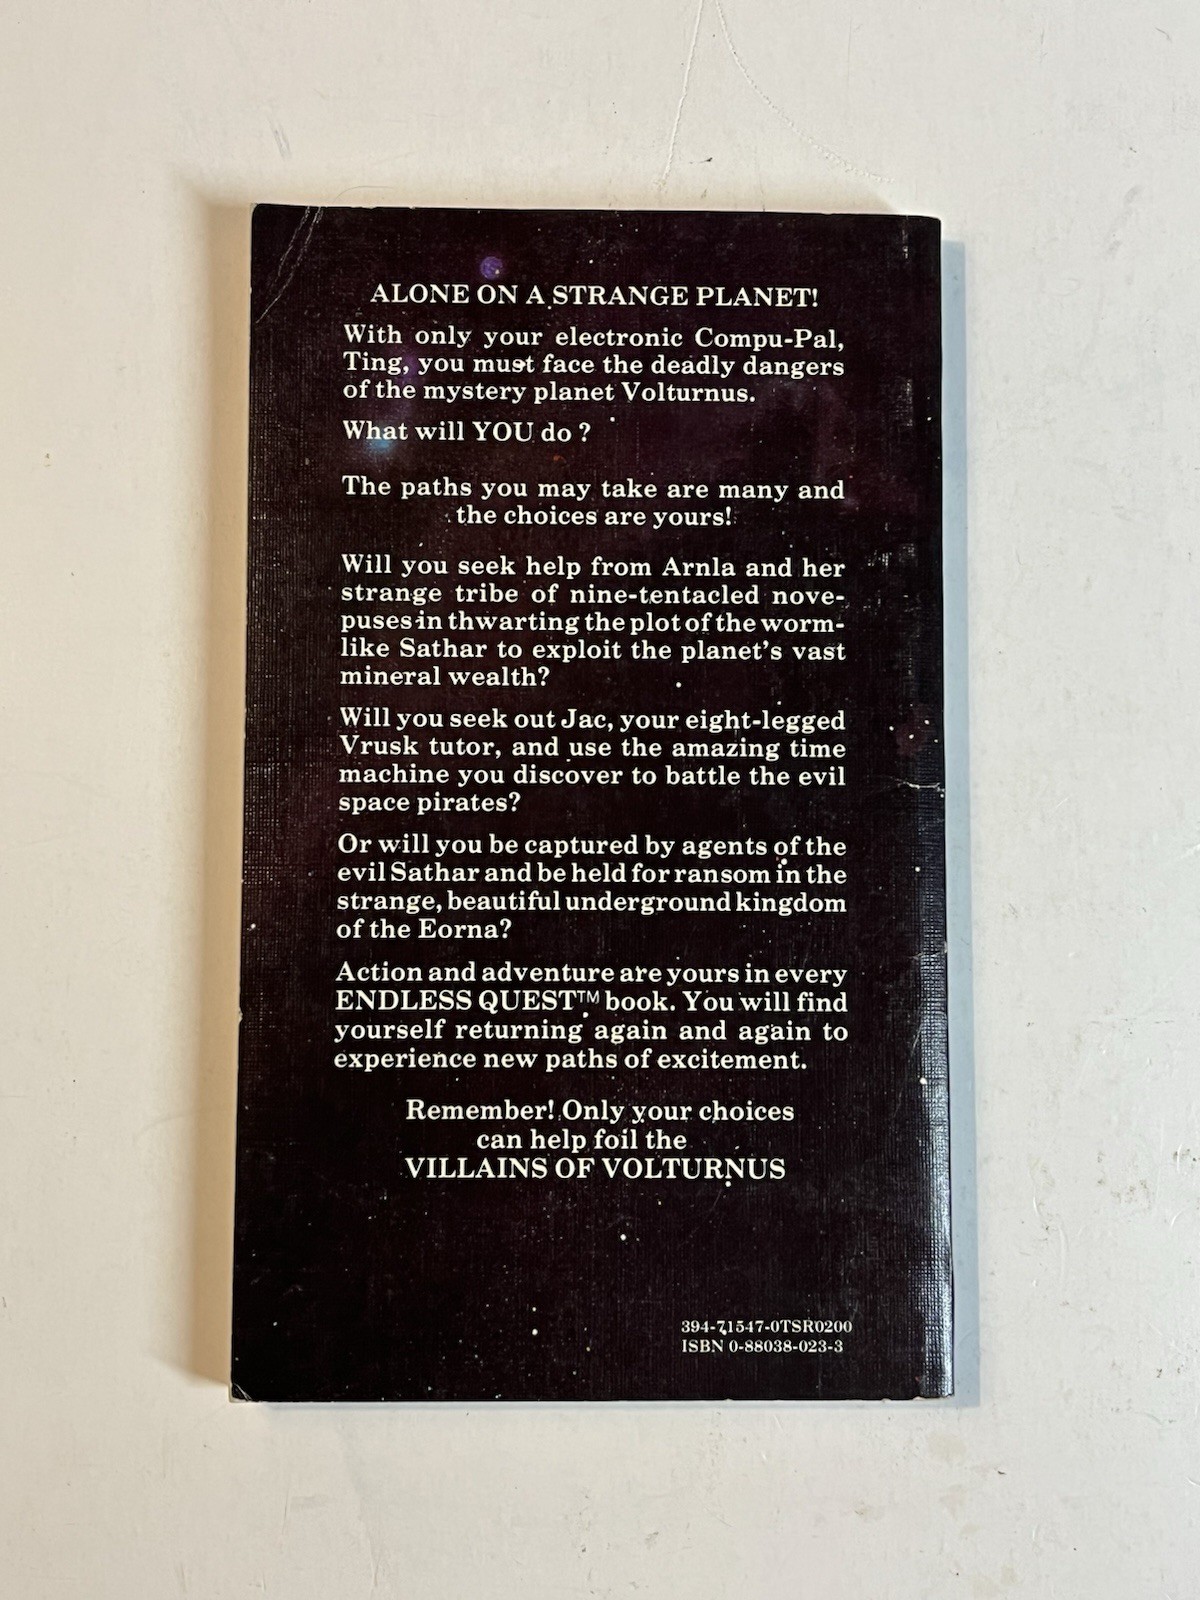 ALONE ON A STRANGE PLANET!
With only your electronic Compu-Pal,
Ting, you must face the deadly dangers
of the mystery planet Volturnus.
What will YOU do ?
The paths you may take are many and
the choices are yours!
Will you seek help from Arnla and her
strange tribe of nine-tentacled nove-
puses in thwarting the plot of the worm-
like Sathar to exploit the planet's vast
mineral wealth?
Will you seek out Jac, your eight-legged
Vrusk tutor, and use the amazing time
machine you discover to battle the evil
space pirates?
Or will you be captured by agents of the
evil Sathar and be held for ransom in the
strange, beautiful underground kingdom
of the Eorna?
Action and adventure are yours in every
ENDLESS QUEST™ book. You will find
yourself returning again and again to
experience new paths of excitement.
Remember! Only your choices
can help foil the
VILLAINS OF VOLTURNUS
394-71547-0TSR0200
ISBN 0-88038-023-3